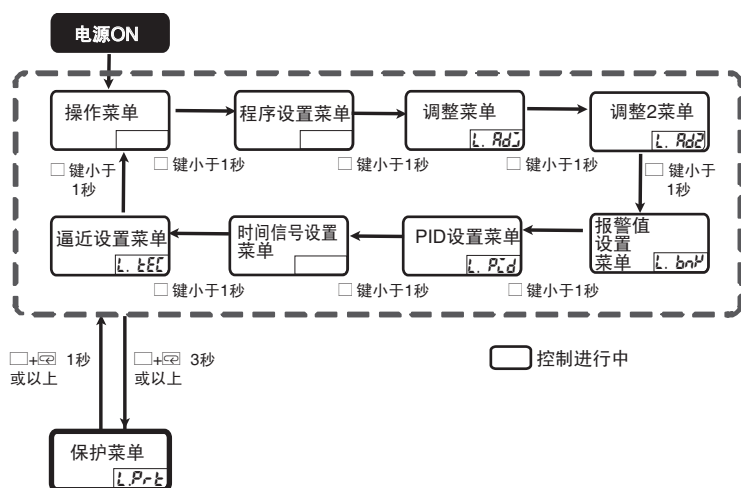 电源ON
操作菜单
程序设置菜单
调整菜单
L. AdJ
调整2菜单
L. Ad2
□ 键小于
1秒
□ 键小于1秒
□ 键小于1秒
□ 键小于1秒
□ 键小于
1秒
逼近设置菜单
L. tEC
时间信号设置
菜单
PID设置菜单
L. Pid
报警值
设置
菜单
L. bnk
□ 键小于1秒
□ 键小于1秒
□ 键小于1秒
□+ 1秒
或以上
□+ 3秒
或以上
控制进行中
保护菜单
L.Prt